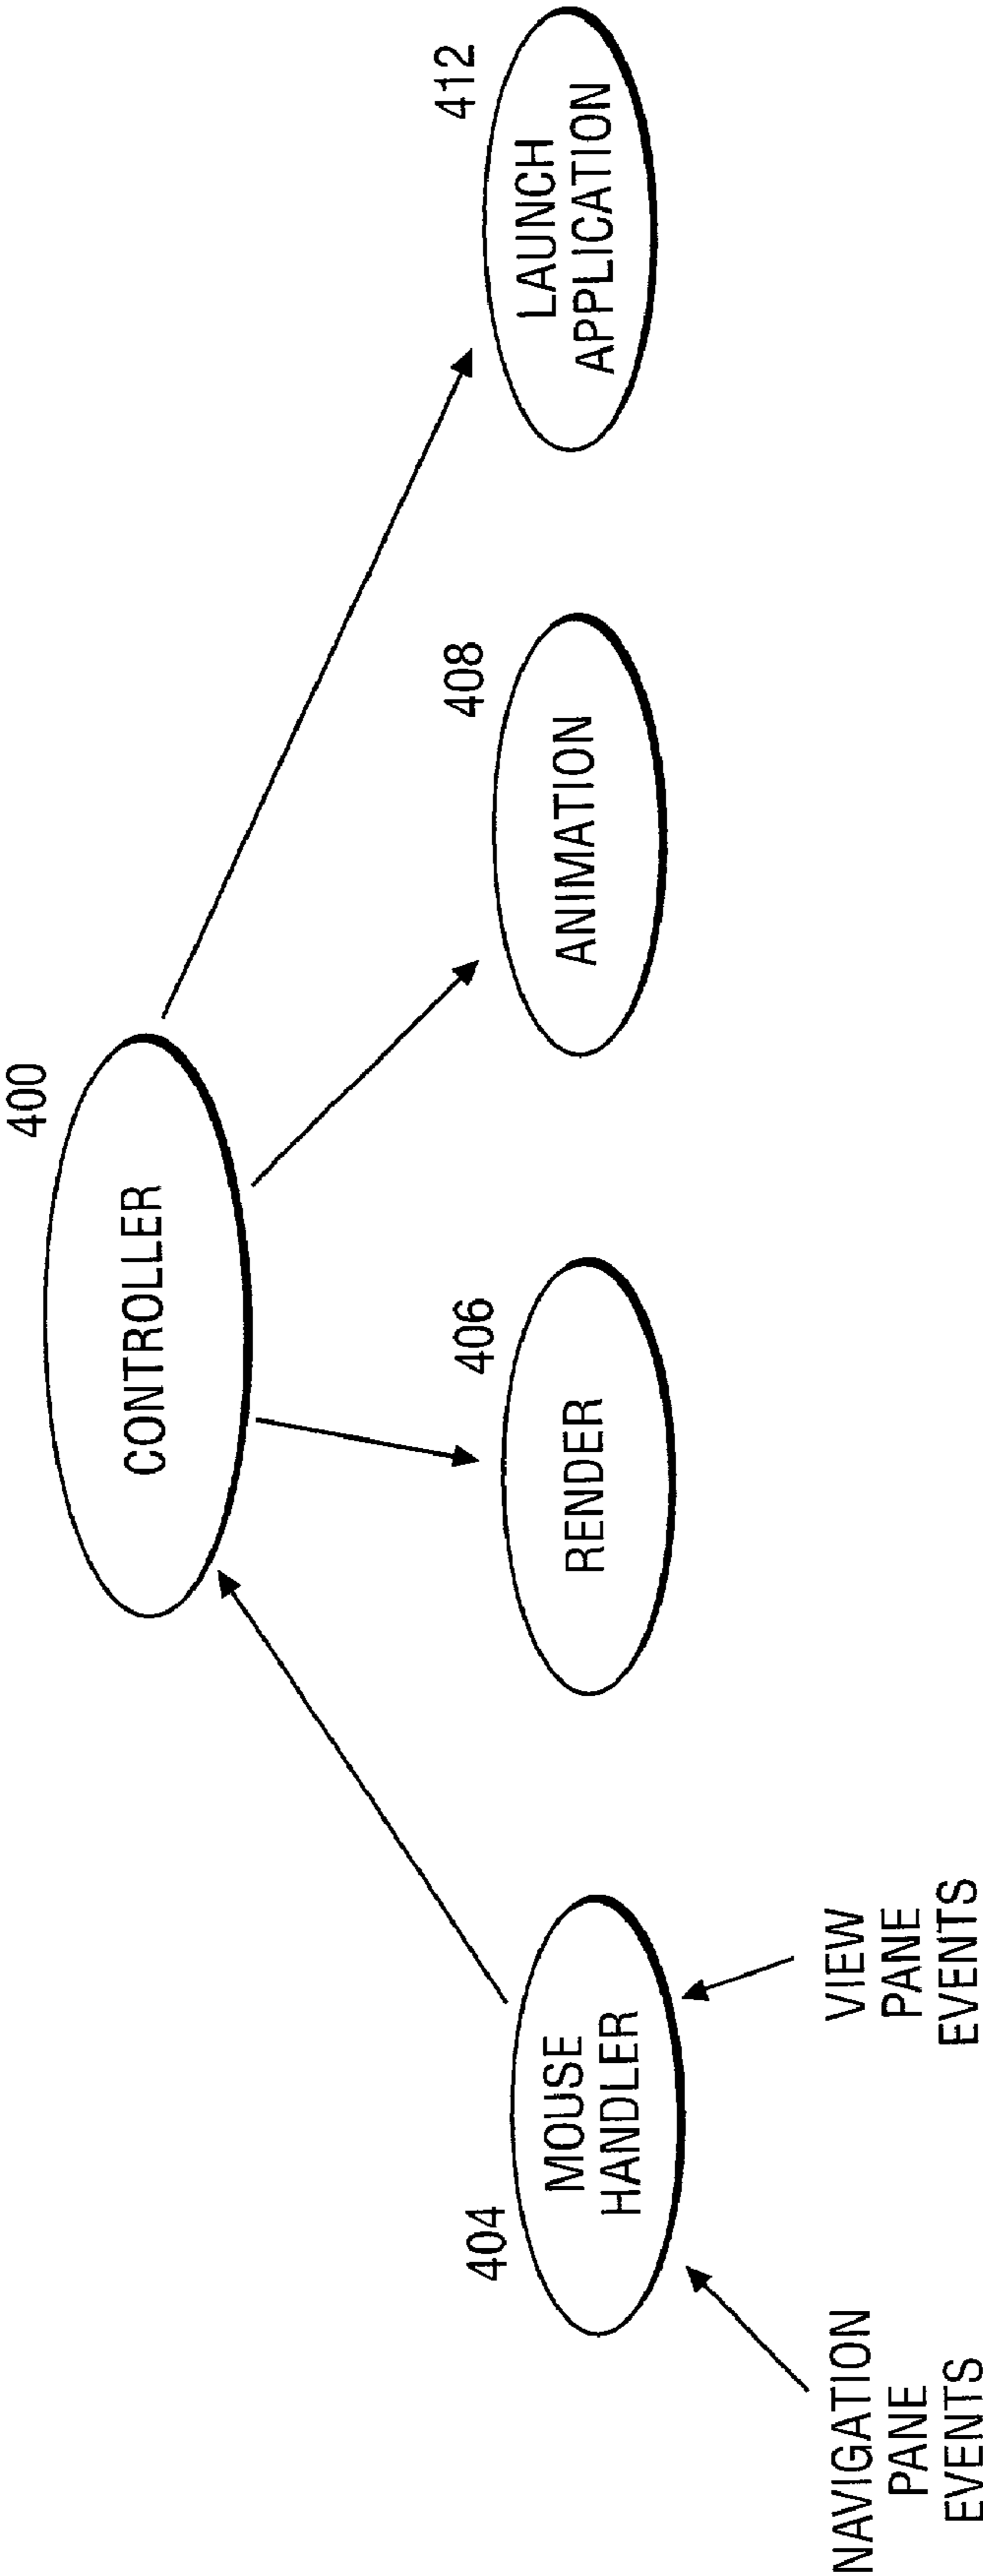 400
CONTROLLER
404
MOUSE
HANDLER
406
RENDER
408
ANIMATION
412
LAUNCH
APPLICATION
NAVIGATION
PANE
EVENTS
VIEW
PANE
EVENTS